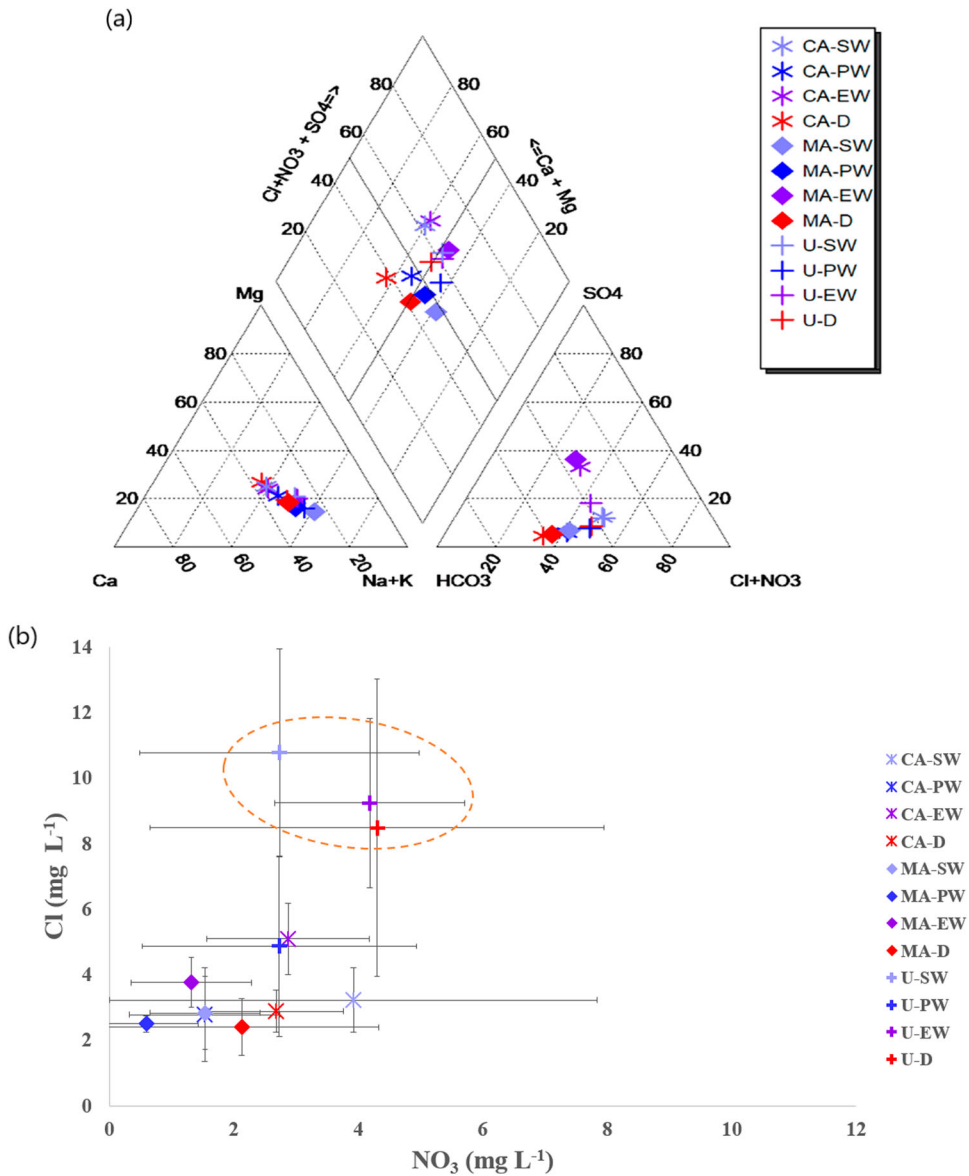 (a)
80 80
60 60
40 40
20 20
Cl+NO3 + SO4=>
<=Ca + Mg
Mg
SO4
80 80
60 60
40 40
20 20
80 60 40 20
20 40 60 80
Ca Na+K HCO3 Cl+NO3
CA-SW
CA-PW
CA-EW
CA-D
MA-SW
MA-PW
MA-EW
MA-D
U-SW
U-PW
U-EW
U-D
(b)
Cl (mg L-1)
14
12
10
8
6
4
2
0
0 2 4 6 8 10 12
NO3 (mg L-1)
CA-SW
CA-PW
CA-EW
CA-D
MA-SW
MA-PW
MA-EW
MA-D
U-SW
U-PW
U-EW
U-D